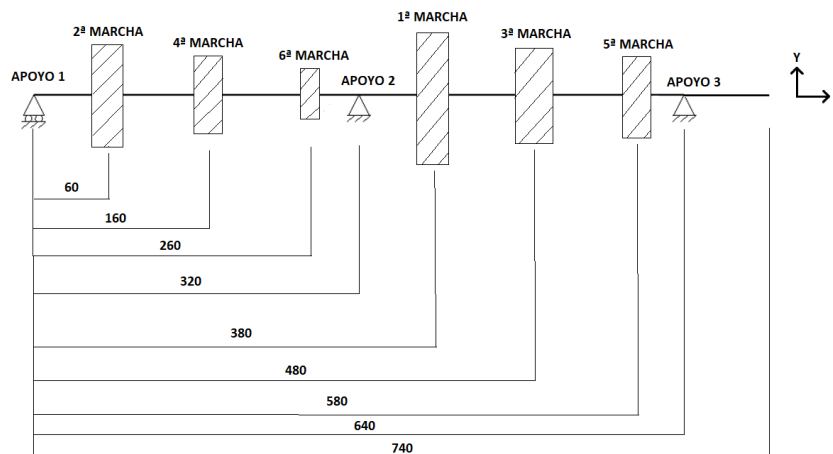 1ª MARCHA
2ª MARCHA
3ª MARCHA
4ª MARCHA
5ª MARCHA
6ª MARCHA
APOYO 1
APOYO 2
APOYO 3
Y
60
160
260
320
380
480
580
640
740